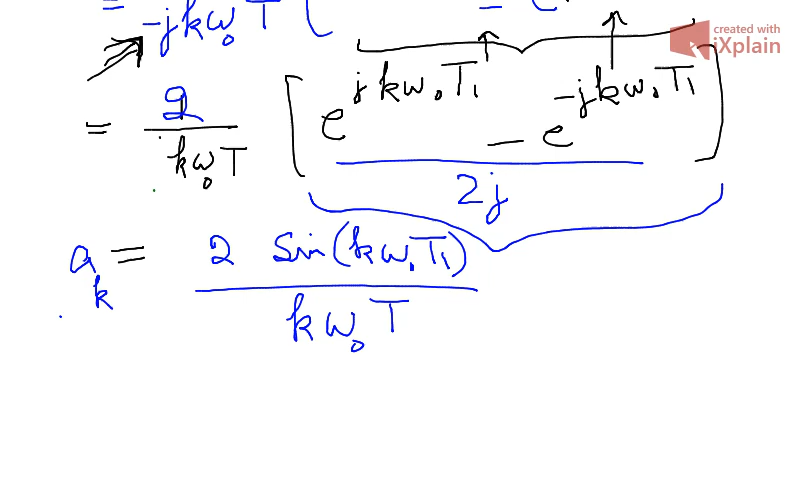 = -jkω₀T [ - e
created with
iXplain
= 2/(kω₀T) [ (e^{jkω₀T₁} - e^{-jkω₀T₁}) / 2j ]
a_k = 2 Sin(kω₀T₁) / kω₀T